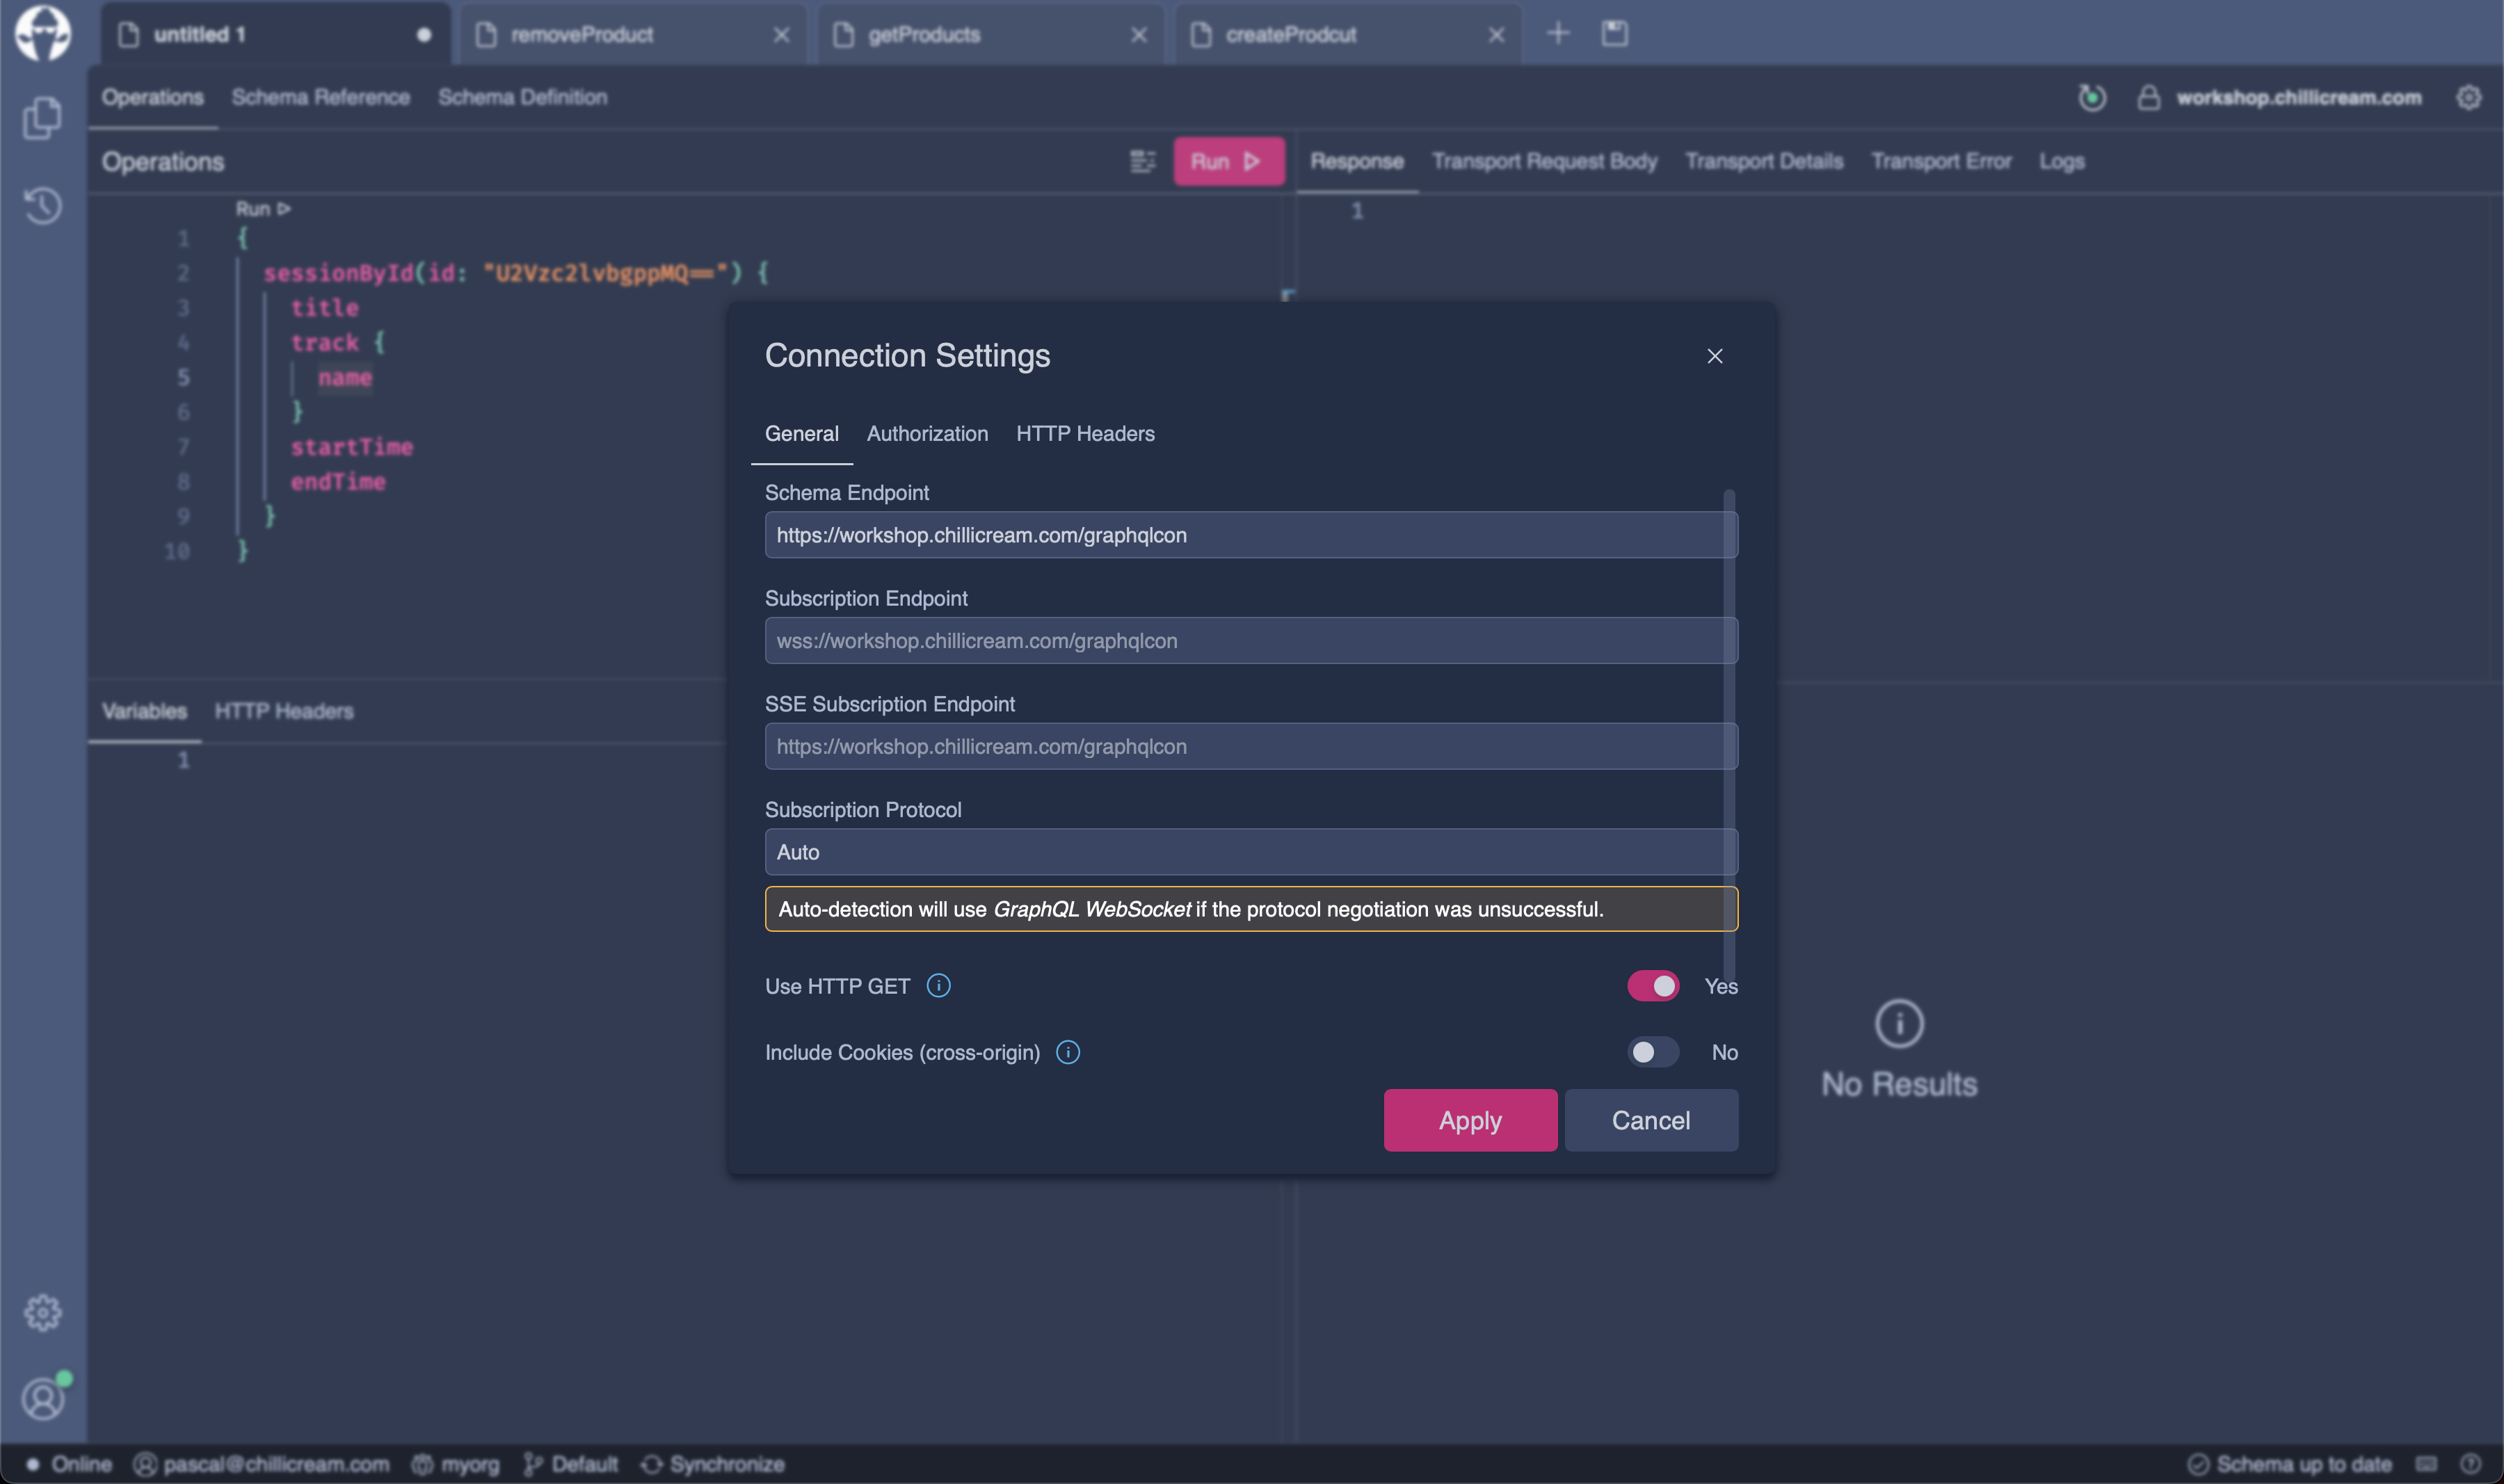 untitled 1
removeProduct
getProducts
createProdcut
Operations Schema Reference Schema Definition
workshop.chillicream.com
Operations
Run
Response Transport Request Body Transport Details Transport Error Logs
Run
1 {
2 sessionById(id: "U2Vzc2lvbgppMQ==") {
3 title
4 track {
5 name
6 }
7 startTime
8 endTime
9 }
10 }
1
Connection Settings
General Authorization HTTP Headers
Schema Endpoint
https://workshop.chillicream.com/graphqlcon
Subscription Endpoint
wss://workshop.chillicream.com/graphqlcon
SSE Subscription Endpoint
https://workshop.chillicream.com/graphqlcon
Subscription Protocol
Auto
Auto-detection will use GraphQL WebSocket if the protocol negotiation was unsuccessful.
Use HTTP GET
Yes
Include Cookies (cross-origin)
No
Apply
Cancel
Variables HTTP Headers
1
No Results
Online pascal@chillicream.com myorg Default Synchronize
Schema up to date